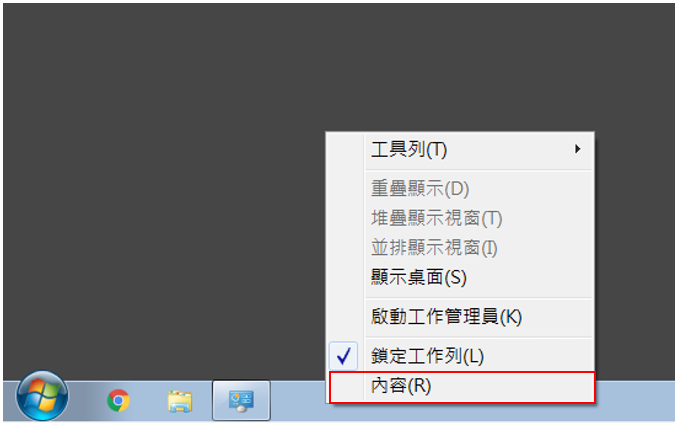 工具列(T)
重疊顯示(D)
堆疊顯示視窗(T)
並排顯示視窗(I)
顯示桌面(S)
啟動工作管理員(K)
鎖定工作列(L)
內容(R)